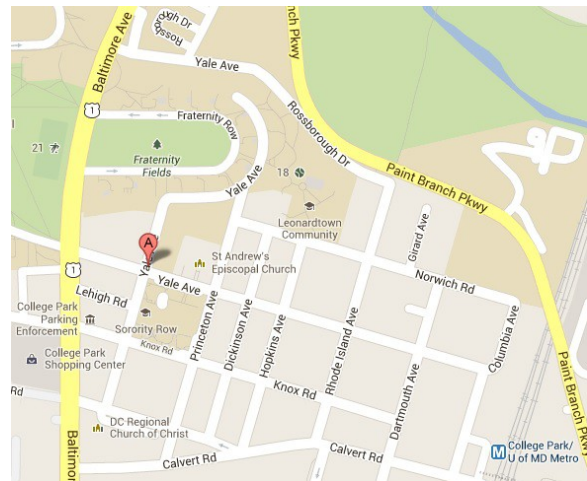 Rossborough Dr
Rossb
Paint Branch Pkwy
Baltimore Ave
Yale Ave
1
Fraternity Row
Rossborough Dr
21
Fraternity
Fields
18
Yale Ave
Paint Branch Pkwy
Leonardtown
Community
Girard Ave
A
Yale
St Andrew's
Episcopal Church
Norwich Rd
1
Yale Ave
Lehigh Rd
College Park
Parking
Enforcement
Sorority Row
Princeton Ave
Dickinson Ave
Hopkins Ave
Rhode Island Ave
Columbia Ave
Knox Rd
College Park
Shopping Center
Knox Rd
Dartmouth Ave
Paint Branch Pkwy
Rd
DC Regional
Church of Christ
Calvert Rd
Calvert Rd
Baltimo
M
College Park/
U of MD Metro